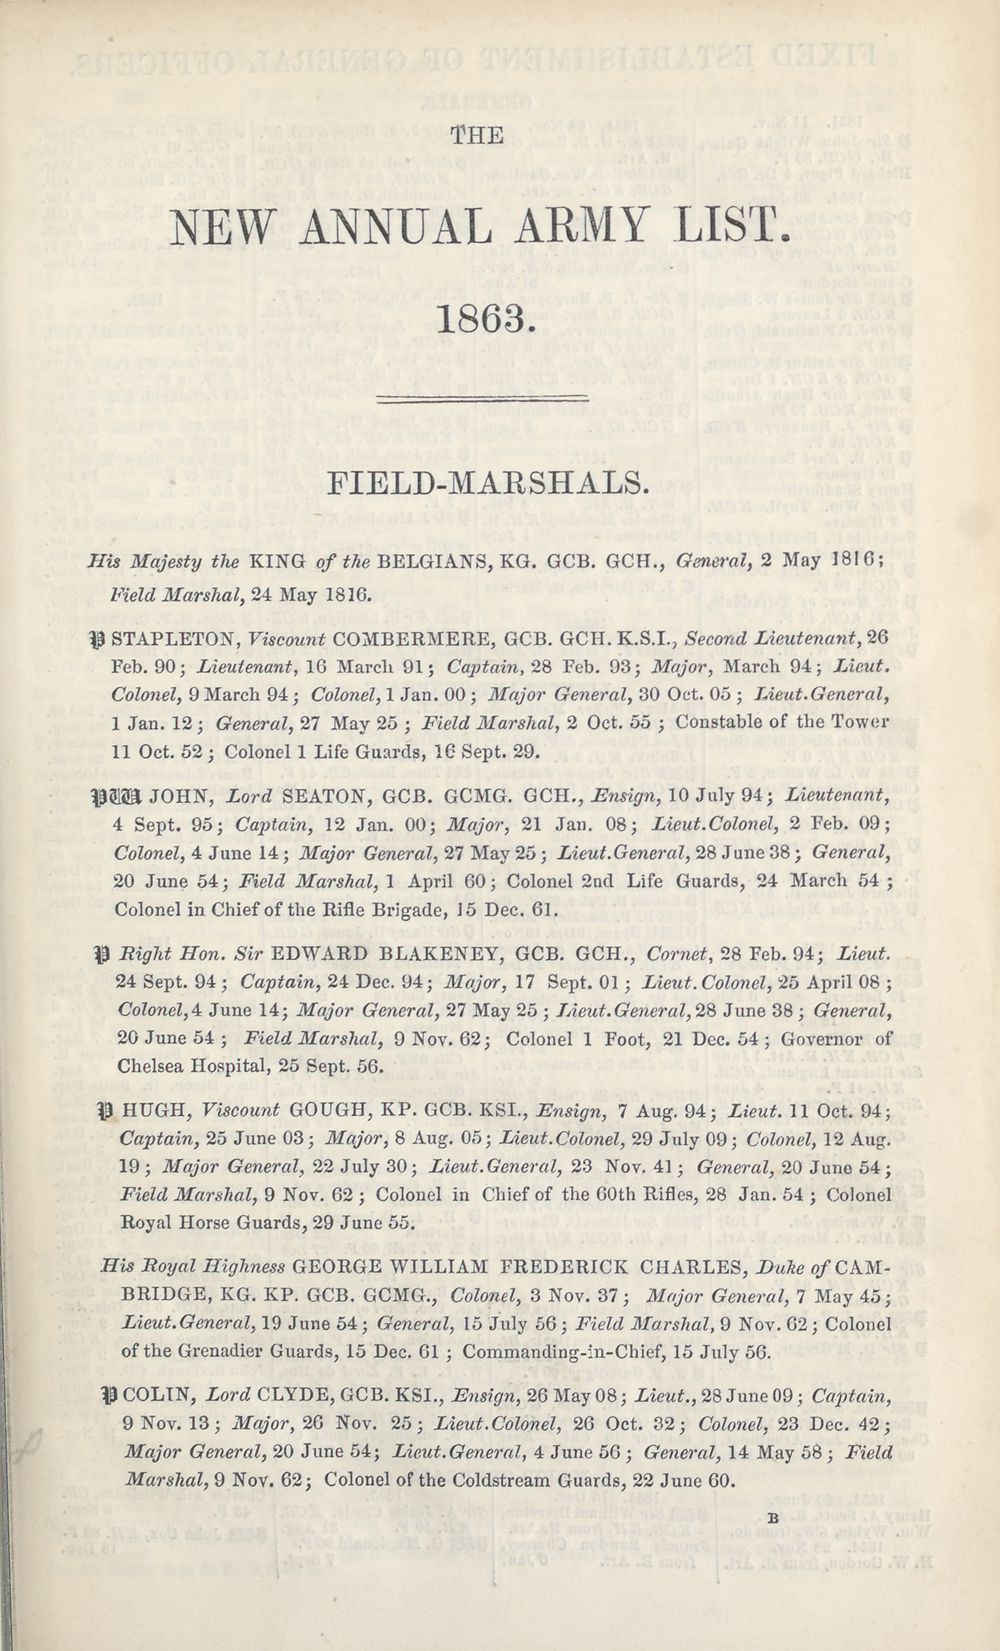 THE
NEW ANNUAL ARMY LIST.
1863.
FIELD-MARSHALS.
His Majesty the KING of the BELGIANS, KG. GCB. GCH., General, 2 May 1816;
Field Marshal, 24 May 1816.
P STAPLETON, Viscount COMBERMERE, GCB. GCH. K.S.I., Second Lieutenant, 26
Feb. 90; Lieutenant, 16 March 91; Captain, 28 Feb. 93; Major, March 94; Lieut.
Colonel, 9 March 94; Colonel, 1 Jan. 00; Major General, 30 Oct. 05; Lieut.General,
1 Jan. 12; General, 27 May 25; Field Marshal, 2 Oct. 55; Constable of the Tower
11 Oct. 52; Colonel 1 Life Guards, 16 Sept. 29.
PW JOHN, Lord SEATON, GCB. GCMG. GCH., Ensign, 10 July 94; Lieutenant,
4 Sept. 95; Captain, 12 Jan. 00; Major, 21 Jan. 08; Lieut.Colonel, 2 Feb. 09;
Colonel, 4 June 14; Major General, 27 May 25; Lieut.General, 28 June 38; General,
20 June 54; Field Marshal, 1 April 60; Colonel 2nd Life Guards, 24 March 54;
Colonel in Chief of the Rifle Brigade, 15 Dec. 61.
P Right Hon. Sir EDWARD BLAKENEY, GCB. GCH., Cornet, 28 Feb. 94; Lieut.
24 Sept. 94; Captain, 24 Dec. 94; Major, 17 Sept. 01; Lieut.Colonel, 25 April 08;
Colonel, 4 June 14; Major General, 27 May 25; Lieut.General, 28 June 38; General,
20 June 54; Field Marshal, 9 Nov. 62; Colonel 1 Foot, 21 Dec. 54; Governor of
Chelsea Hospital, 25 Sept. 56.
P HUGH, Viscount GOUGH, KP. GCB. KSI., Ensign, 7 Aug. 94; Lieut. 11 Oct. 94;
Captain, 25 June 03; Major, 8 Aug. 05; Lieut.Colonel, 29 July 09; Colonel, 12 Aug.
19; Major General, 22 July 30; Lieut.General, 23 Nov. 41; General, 20 June 54;
Field Marshal, 9 Nov. 62; Colonel in Chief of the 60th Rifles, 28 Jan. 54; Colonel
Royal Horse Guards, 29 June 55.
His Royal Highness GEORGE WILLIAM FREDERICK CHARLES, Duke of CAM-
BRIDGE, KG. KP. GCB. GCMG., Colonel, 3 Nov. 37; Major General, 7 May 45;
Lieut.General, 19 June 54; General, 15 July 56; Field Marshal, 9 Nov. 62; Colonel
of the Grenadier Guards, 15 Dec. 61; Commanding-in-Chief, 15 July 56.
P COLIN, Lord CLYDE, GCB. KSI., Ensign, 26 May 08; Lieut., 28 June 09; Captain,
9 Nov. 13; Major, 26 Nov. 25; Lieut.Colonel, 26 Oct. 32; Colonel, 23 Dec. 42;
Major General, 20 June 54; Lieut.General, 4 June 56; General, 14 May 58; Field
Marshal, 9 Nov. 62; Colonel of the Coldstream Guards, 22 June 60.
B